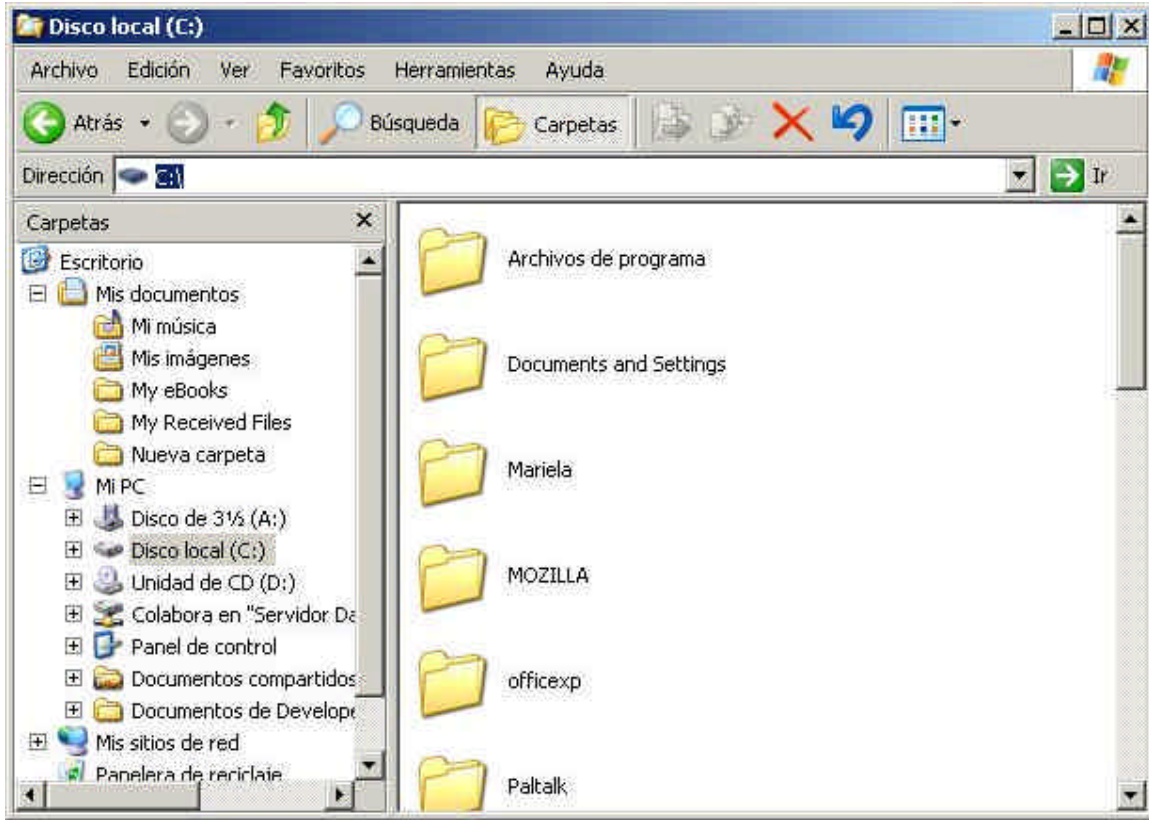 Disco local (C:)
Archivo Edición Ver Favoritos Herramientas Ayuda
Atrás Búsqueda Carpetas
Dirección C:\ Ir
Carpetas
Escritorio
Mis documentos
Mi música
Mis imágenes
My eBooks
My Received Files
Nueva carpeta
Mi PC
Disco de 3½ (A:)
Disco local (C:)
Unidad de CD (D:)
Colabora en "Servidor Da
Panel de control
Documentos compartidos
Documentos de Develope
Mis sitios de red
Panelera de reciclaje
Archivos de programa
Documents and Settings
Mariela
MOZILLA
officexp
Paltalk